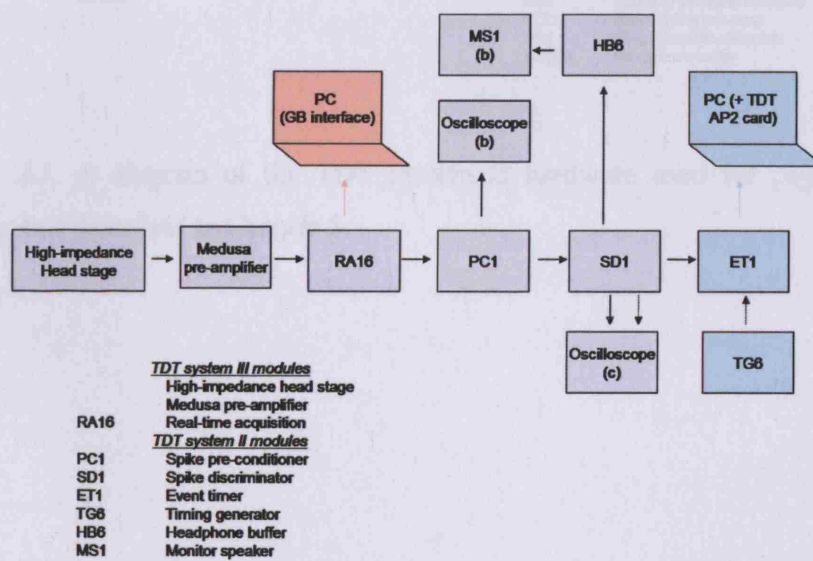 MS1
(b)
HB6
PC
(GB interface)
Oscilloscope
(b)
PC (+ TDT
AP2 card)
High-impedance
Head stage
Medusa
pre-amplifier
RA16
PC1
SD1
ET1
Oscilloscope
(c)
TG6
TDT system III modules
High-impedance head stage
Medusa pre-amplifier
RA16 Real-time acquisition
TDT system II modules
PC1 Spike pre-conditioner
SD1 Spike discriminator
ET1 Event timer
TG6 Timing generator
HB6 Headphone buffer
MS1 Monitor speaker